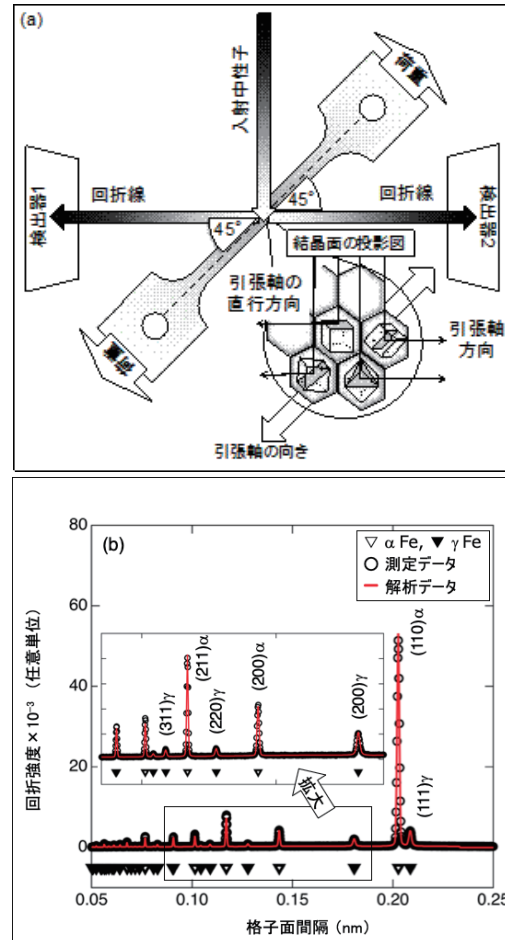 (a)
入射中性子
荷重
検出器1
回折線
45°
45°
回折線
検出器2
結晶面の投影図
引張軸の
直行方向
引張軸
方向
荷重
引張軸の向き
(b)
▽ α Fe, ▼ γ Fe
○ 測定データ
解析データ
回折強度×10⁻³ (任意単位)
80
60
40
20
0
(311)γ
(211)α
(220)γ
(200)α
(200)γ
(110)α
(111)γ
拡大
0.05
0.10
0.15
0.20
0.25
格子面間隔 (nm)